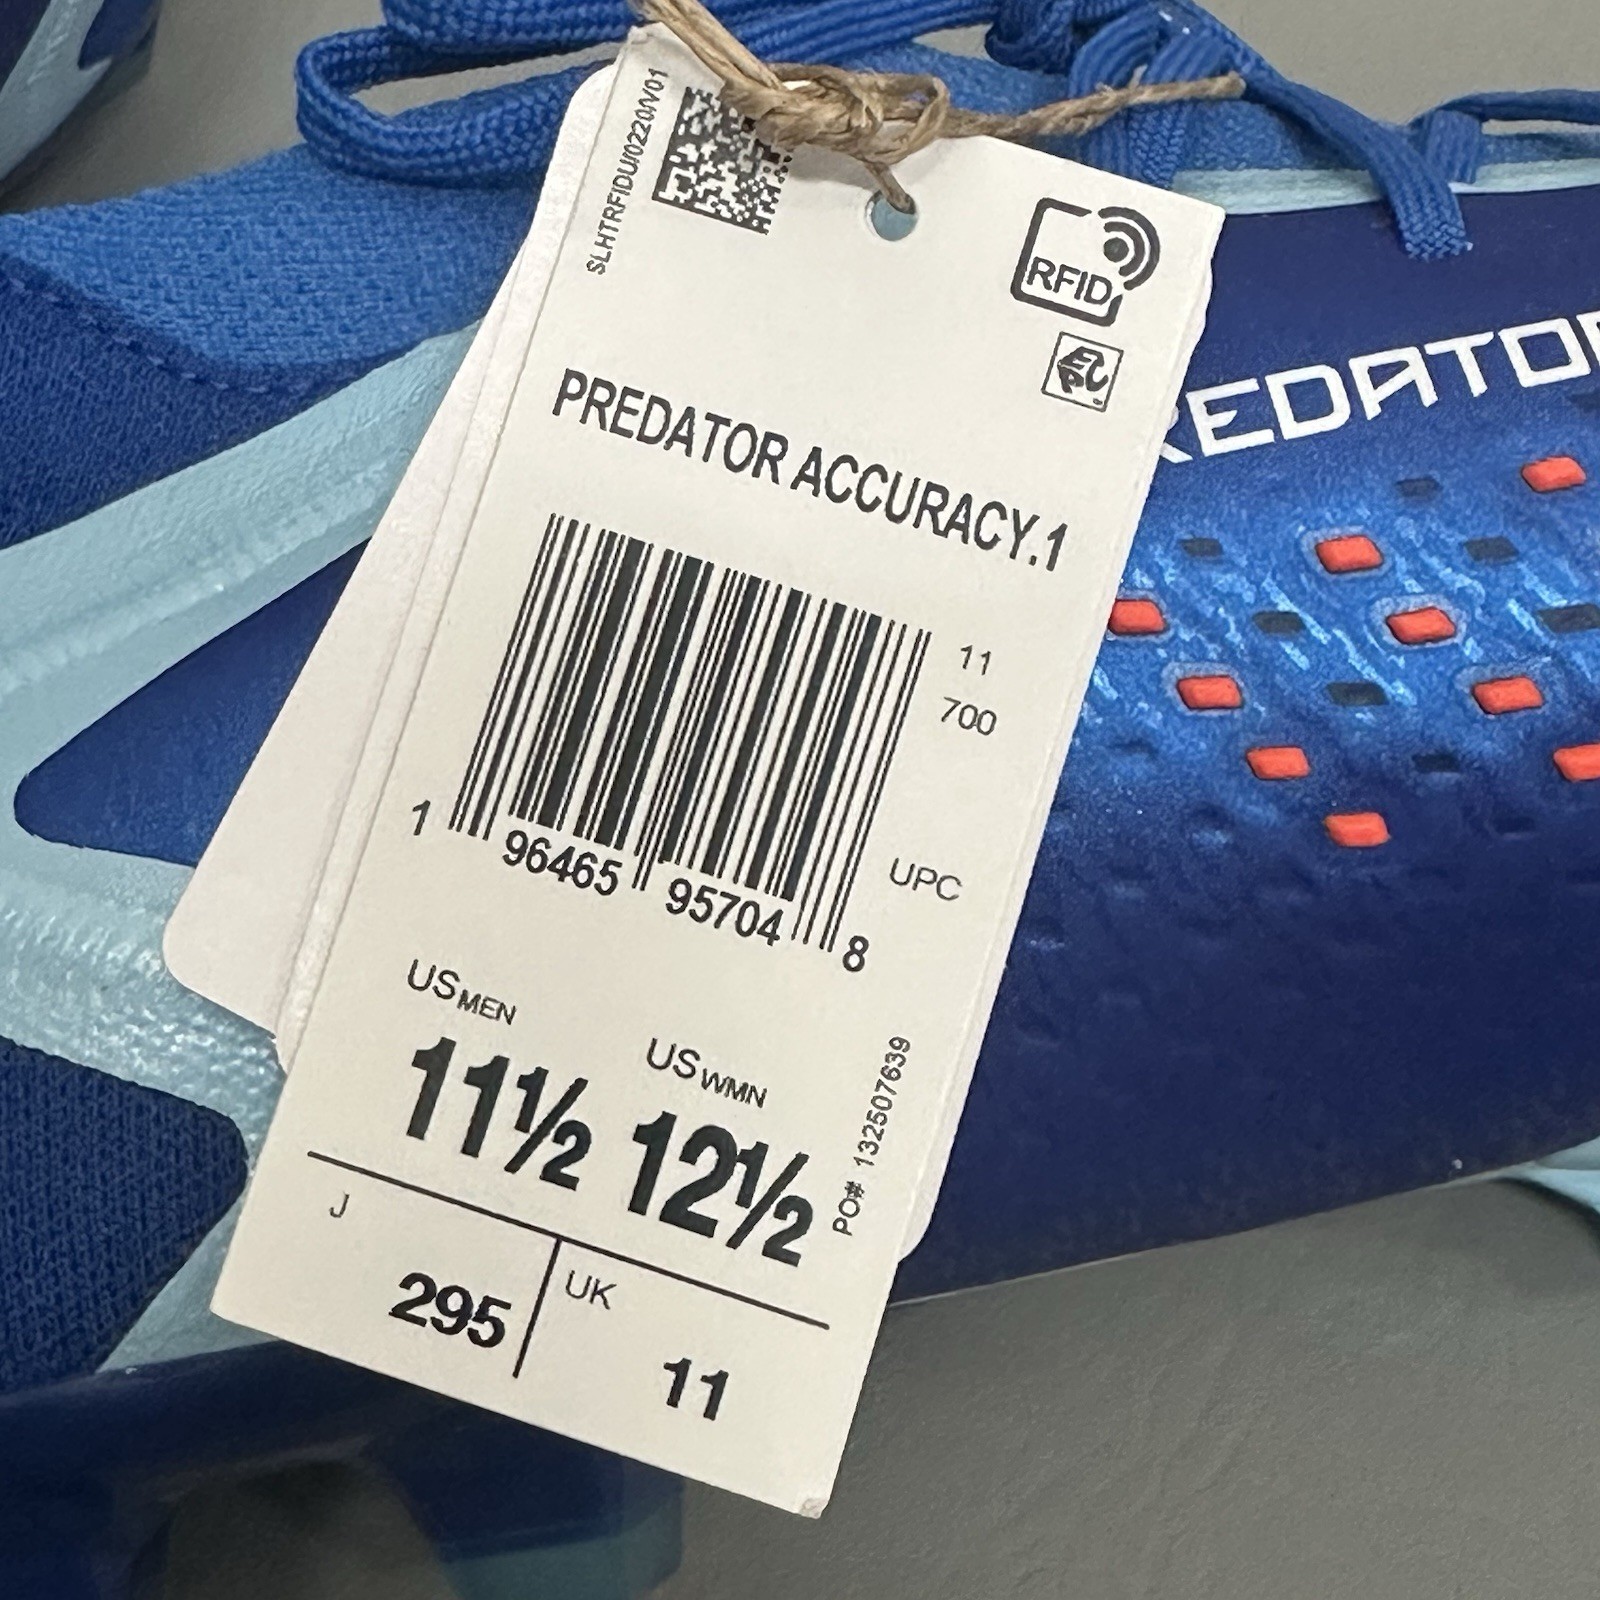 SLHTRFIDU/0220/V01
RFID
EPC
PREDATOR ACCURACY.1
11
700
1 96465 95704 8
UPC
US MEN
11½
US WMN
12½
PO# 132507639
J
295
UK
11
REDATOR